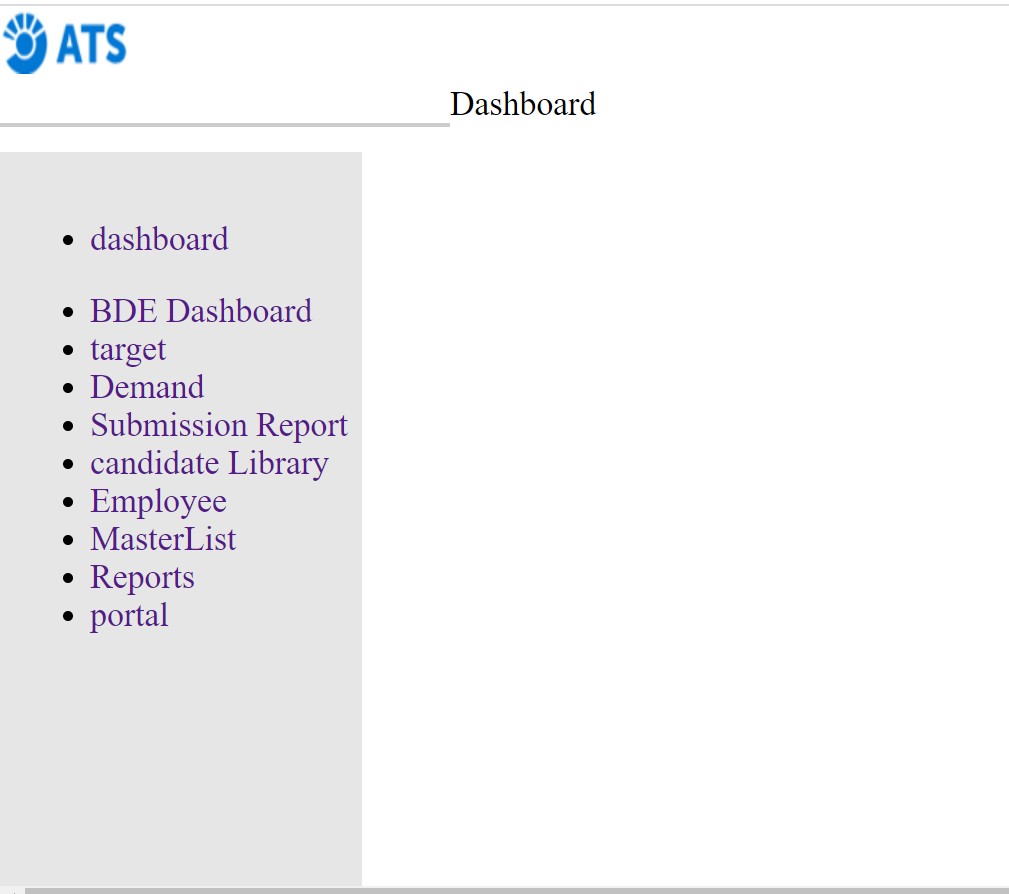 ATS
Dashboard
dashboard
BDE Dashboard
target
Demand
Submission Report
candidate Library
Employee
MasterList
Reports
portal